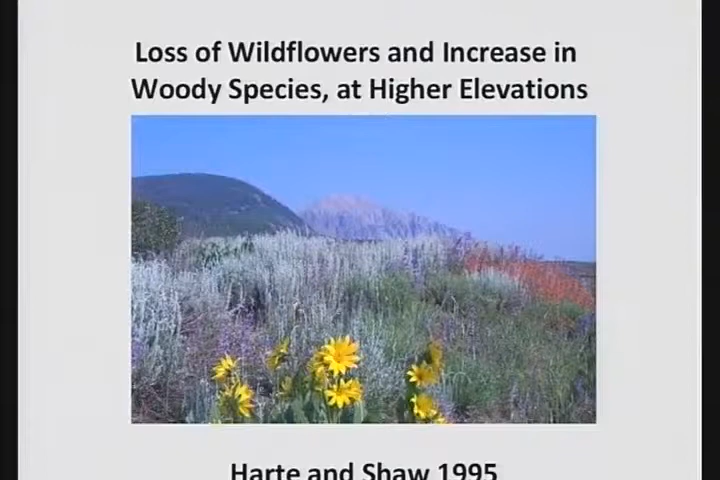 Loss of Wildflowers and Increase in
Woody Species, at Higher Elevations
Harte and Shaw 1995